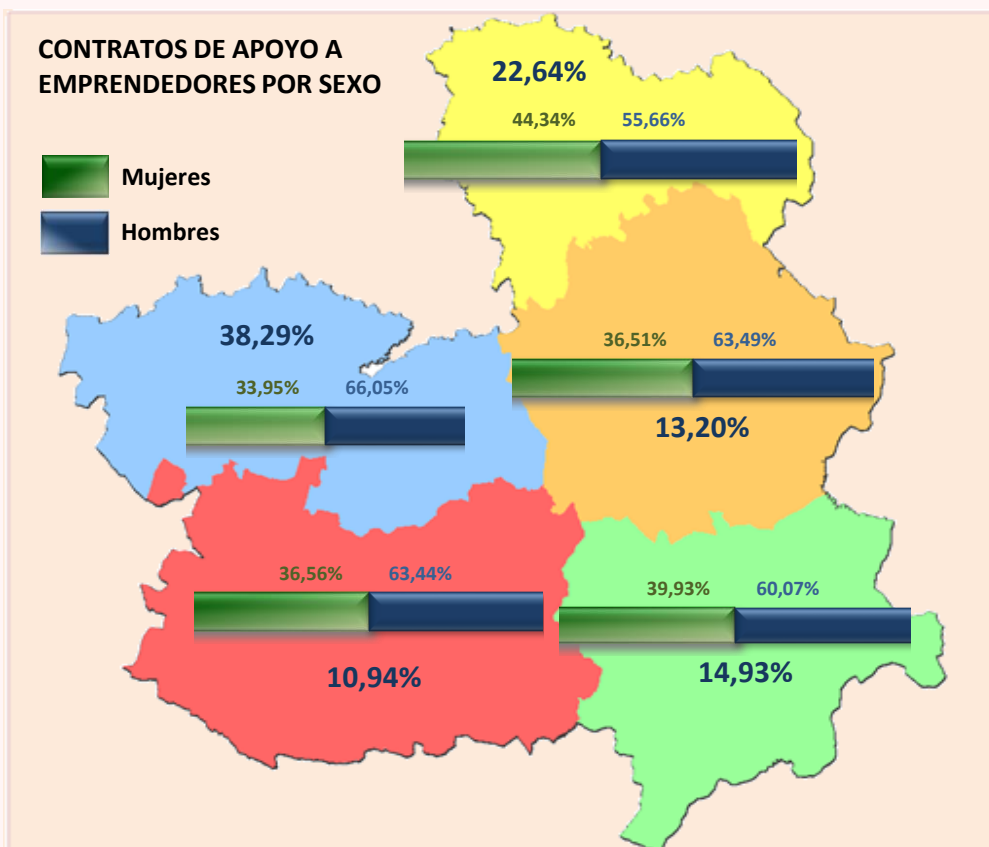 CONTRATOS DE APOYO A
EMPRENDEDORES POR SEXO
Mujeres
Hombres
22,64%
44,34% 55,66%
38,29%
33,95% 66,05%
36,51% 63,49%
13,20%
36,56% 63,44%
10,94%
39,93% 60,07%
14,93%